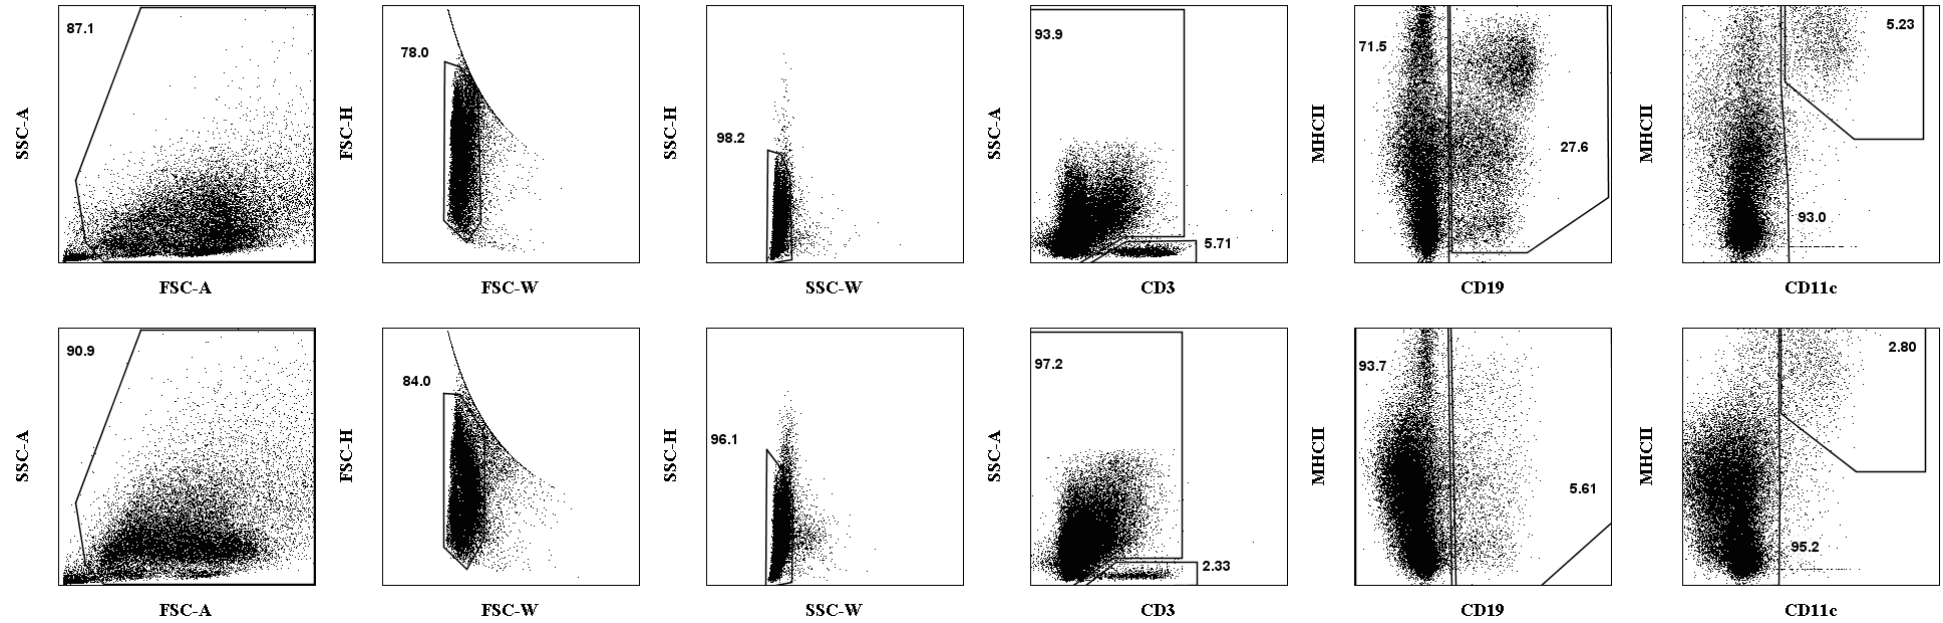 87.1
SSC-A
FSC-A
78.0
FSC-H
FSC-W
98.2
SSC-H
SSC-W
93.9
5.71
SSC-A
CD3
71.5
27.6
MHCII
CD19
5.23
93.0
MHCII
CD11c
90.9
SSC-A
FSC-A
84.0
FSC-H
FSC-W
96.1
SSC-H
SSC-W
97.2
2.33
SSC-A
CD3
93.7
5.61
MHCII
CD19
2.80
95.2
MHCII
CD11c